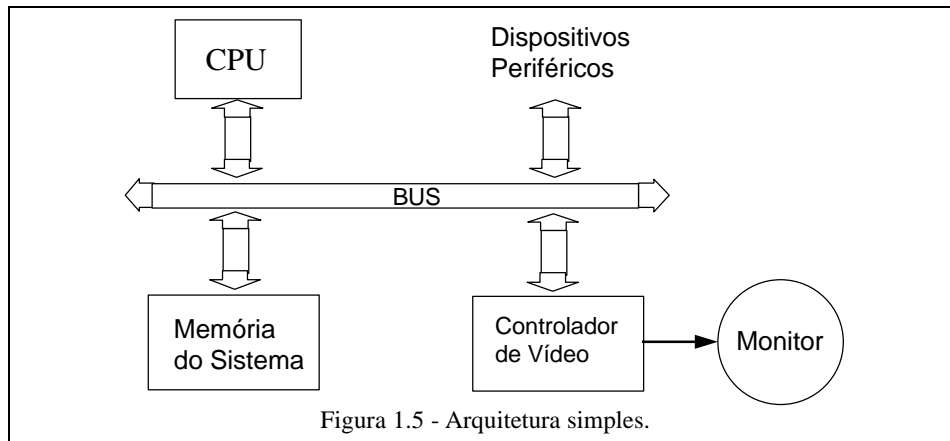 CPU
Dispositivos
Periféricos
BUS
Memória
do Sistema
Controlador
de Vídeo
Monitor
Figura 1.5 - Arquitetura simples.